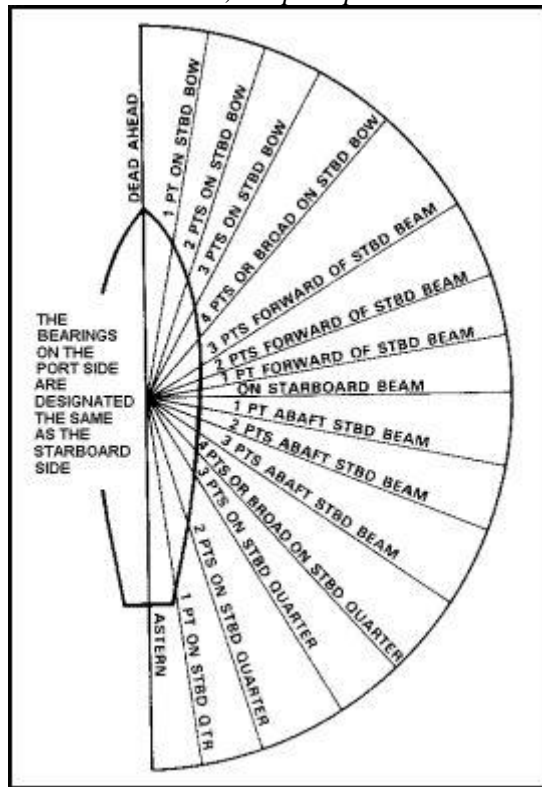 DEAD AHEAD
1 PT ON STBD BOW
2 PTS ON STBD BOW
3 PTS ON STBD BOW
4 PTS OR BROAD ON STBD BOW
3 PTS FORWARD OF STBD BEAM
2 PTS FORWARD OF STBD BEAM
1 PT FORWARD OF STBD BEAM
ON STARBOARD BEAM
1 PT ABAFT STBD BEAM
2 PTS ABAFT STBD BEAM
3 PTS ABAFT STBD BEAM
4 PTS OR BROAD ON STBD QUARTER
3 PTS ON STBD QUARTER
2 PTS ON STBD QUARTER
1 PT ON STBD QTR
ASTERN
THE
BEARINGS
ON THE
PORT SIDE
ARE
DESIGNATED
THE SAME
AS THE
STARBOARD
SIDE